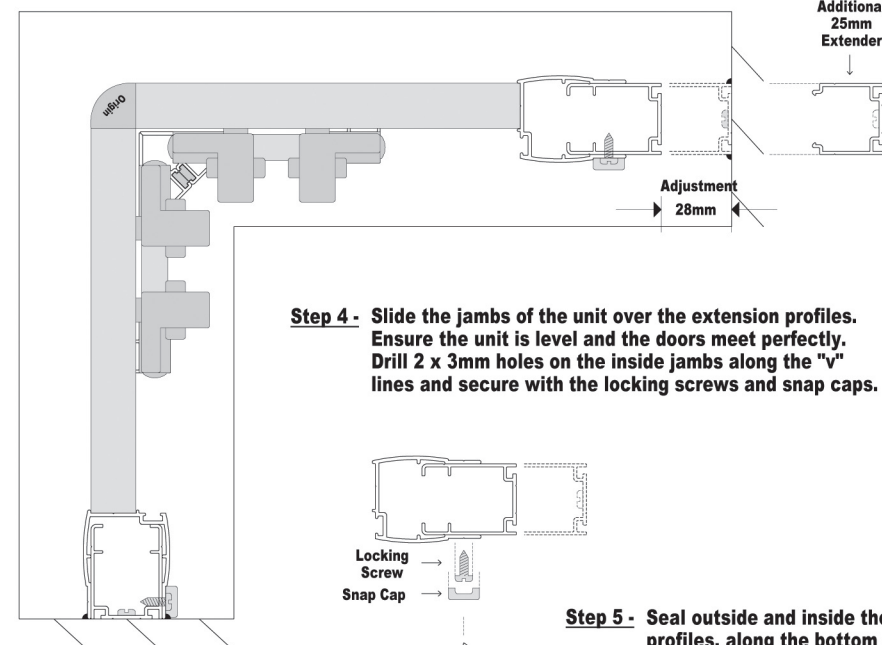 Additiona
25mm
Extender
Origin
Adjustment
28mm
Step 4 - Slide the jambs of the unit over the extension profiles.
Ensure the unit is level and the doors meet perfectly.
Drill 2 x 3mm holes on the inside jambs along the "v"
lines and secure with the locking screws and snap caps.
Locking
Screw
Snap Cap
Step 5 - Seal outside and inside the
profiles, along the bottom